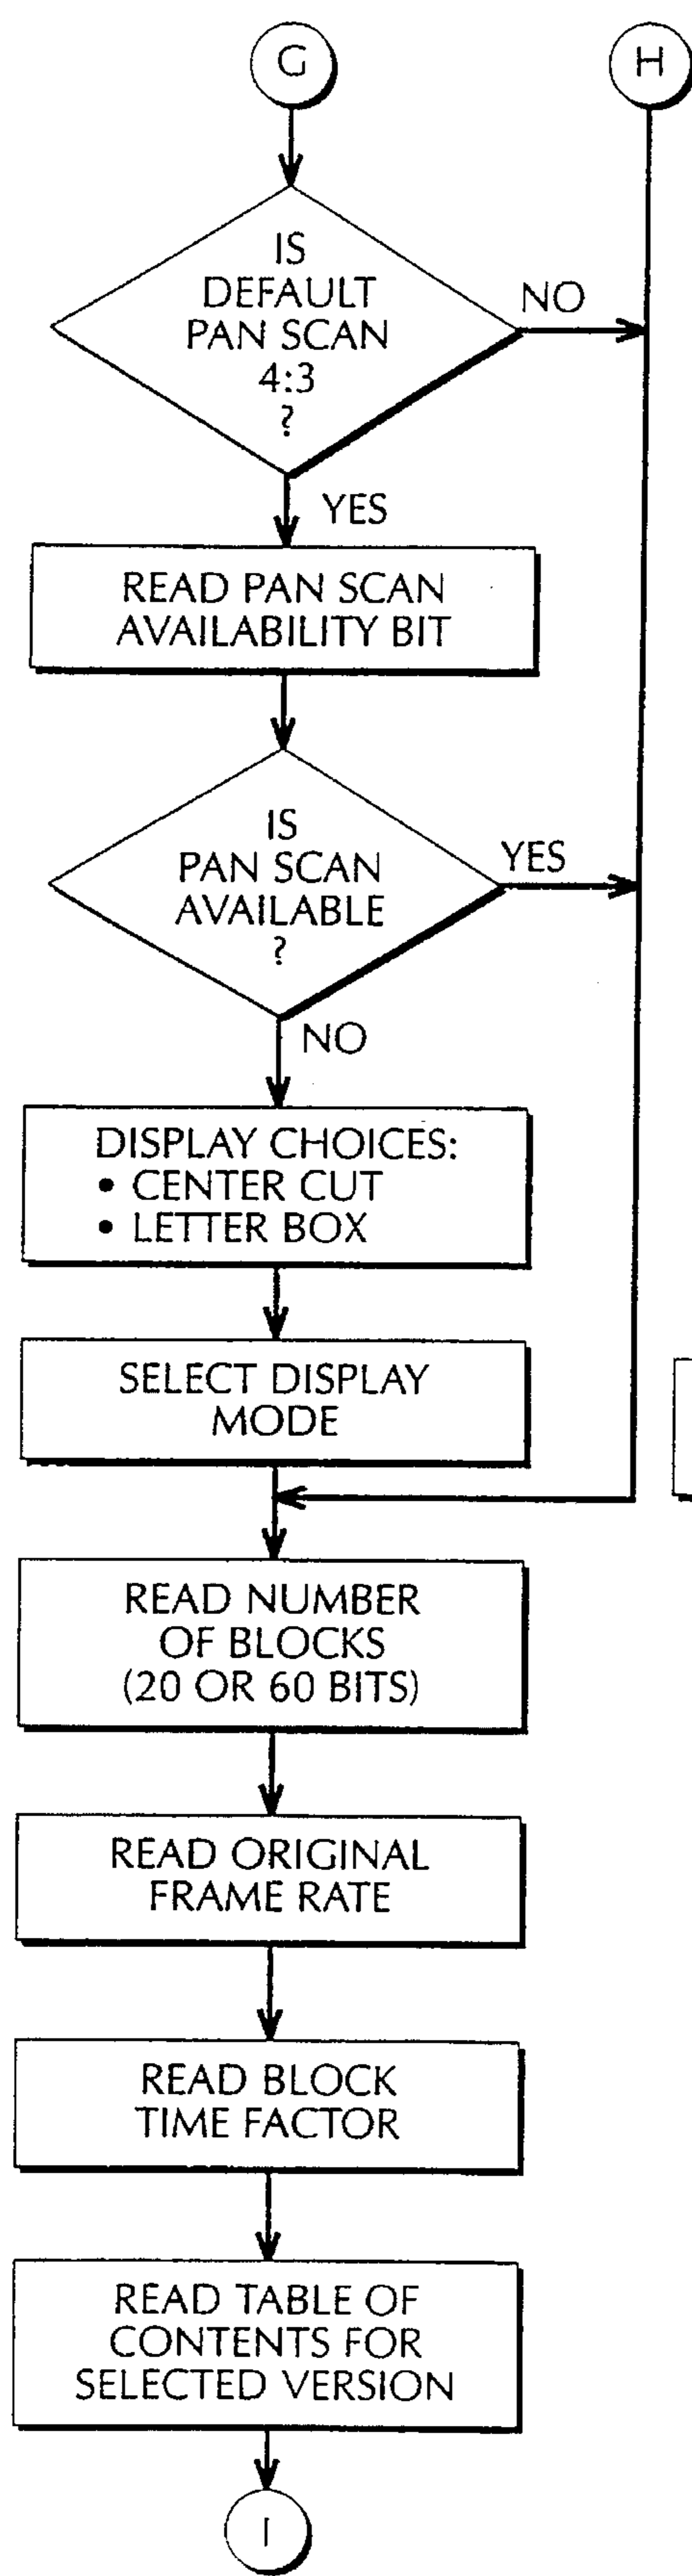 G
H
IS
DEFAULT
PAN SCAN
4:3
?
NO
YES
READ PAN SCAN
AVAILABILITY BIT
IS
PAN SCAN
AVAILABLE
?
YES
NO
DISPLAY CHOICES:
• CENTER CUT
• LETTER BOX
SELECT DISPLAY
MODE
READ NUMBER
OF BLOCKS
(20 OR 60 BITS)
READ ORIGINAL
FRAME RATE
READ BLOCK
TIME FACTOR
READ TABLE OF
CONTENTS FOR
SELECTED VERSION
I